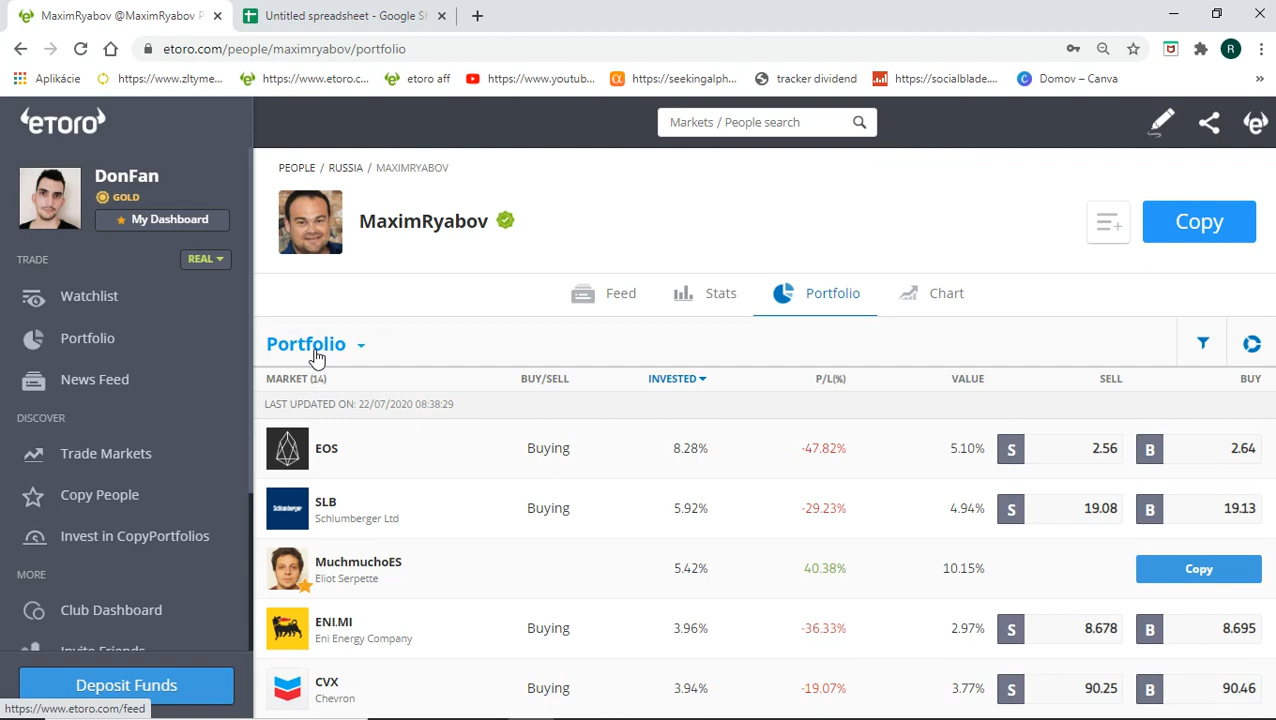 MaximRyabov @MaximRyabov P
Untitled spreadsheet - Google Sh
etoro.com/people/maximryabov/portfolio
R
Aplikácie
https://www.zltyme...
https://www.etoro.c...
etoro aff
https://www.youtub...
https://seekingalph...
tracker dividend
https://socialblade....
Domov – Canva
»
eTORO
Markets / People search
DonFan
GOLD
My Dashboard
TRADE
REAL
Watchlist
Portfolio
News Feed
DISCOVER
Trade Markets
Copy People
Invest in CopyPortfolios
MORE
Club Dashboard
Invite Friends
Deposit Funds
https://www.etoro.com/feed
PEOPLE / RUSSIA / MAXIMRYABOV
MaximRyabov
Copy
Feed
Stats
Portfolio
Chart
Portfolio
MARKET (14) BUY/SELL INVESTED P/L(%) VALUE SELL BUY
LAST UPDATED ON: 22/07/2020 08:38:29
EOS Buying 8.28% -47.82% 5.10% S 2.56 B 2.64
SLB
Schlumberger
Schlumberger Ltd
Buying 5.92% -29.23% 4.94% S 19.08 B 19.13
MuchmuchoES
Eliot Serpette
5.42% 40.38% 10.15% Copy
ENI.MI
Eni Energy Company
Buying 3.96% -36.33% 2.97% S 8.678 B 8.695
CVX
Chevron
Buying 3.94% -19.07% 3.77% S 90.25 B 90.46